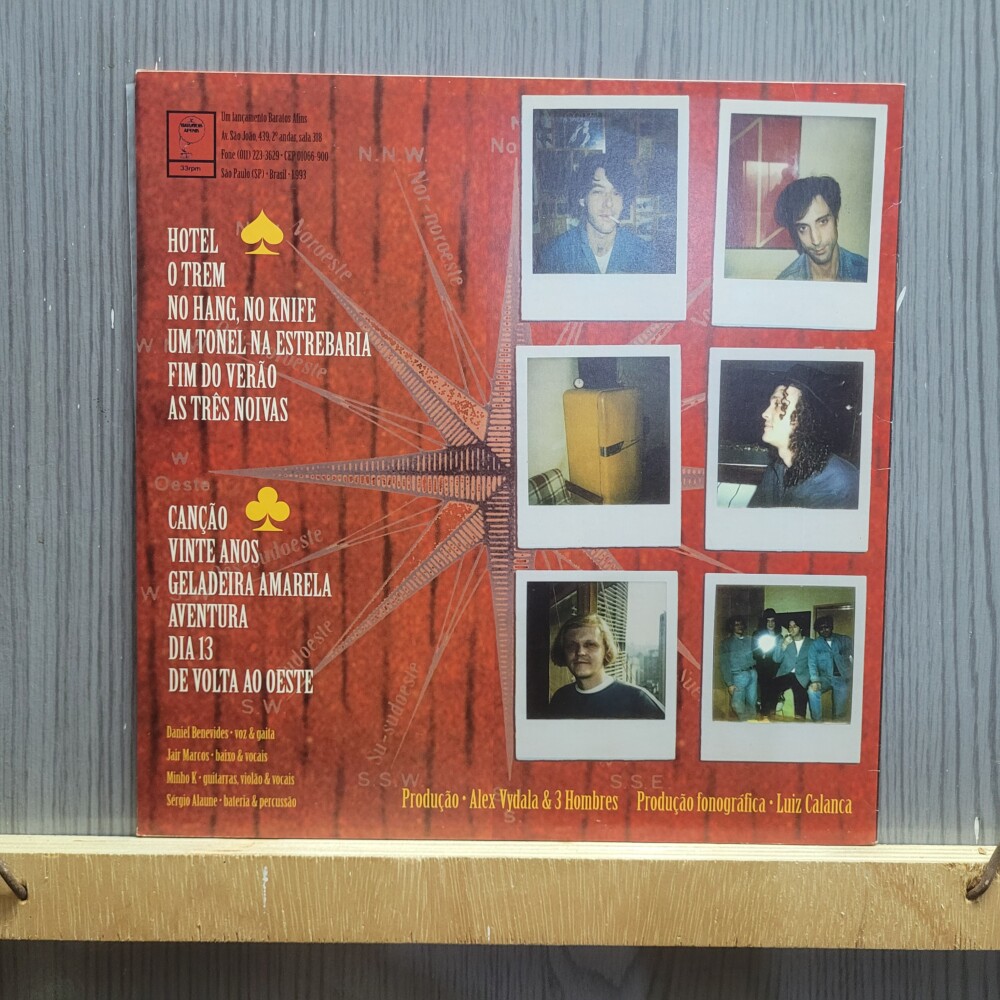 Um lançamento Baratos Afins
Av. São João, 439, 2º andar, sala 318
Fone (011) 223-3629 • CEP 01066-900
São Paulo (SP) • Brasil • 1993
33rpm
HOTEL
O TREM
NO HANG, NO KNIFE
UM TONEL NA ESTREBARIA
FIM DO VERÃO
AS TRÊS NOIVAS
CANÇÃO
VINTE ANOS
GELADEIRA AMARELA
AVENTURA
DIA 13
DE VOLTA AO OESTE
Daniel Benevides • voz & gaita
Jair Marcos • baixo & vocais
Minho K • guitarras, violão & vocais
Sérgio Alaune • bateria & percussão
Produção • Alex Vydala & 3 Hombres Produção fonográfica • Luiz Calanca
N.N.W.
No
Nor-noroeste
Noroeste
W
Oeste
Sudoeste
S.W
Su-sudoeste
S.S.W.
S.
S.S.E